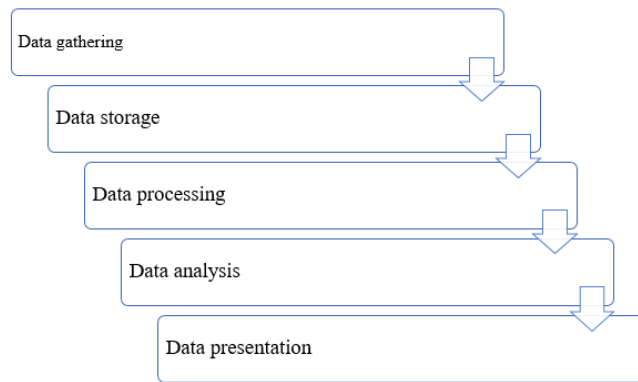 Data gathering
Data storage
Data processing
Data analysis
Data presentation